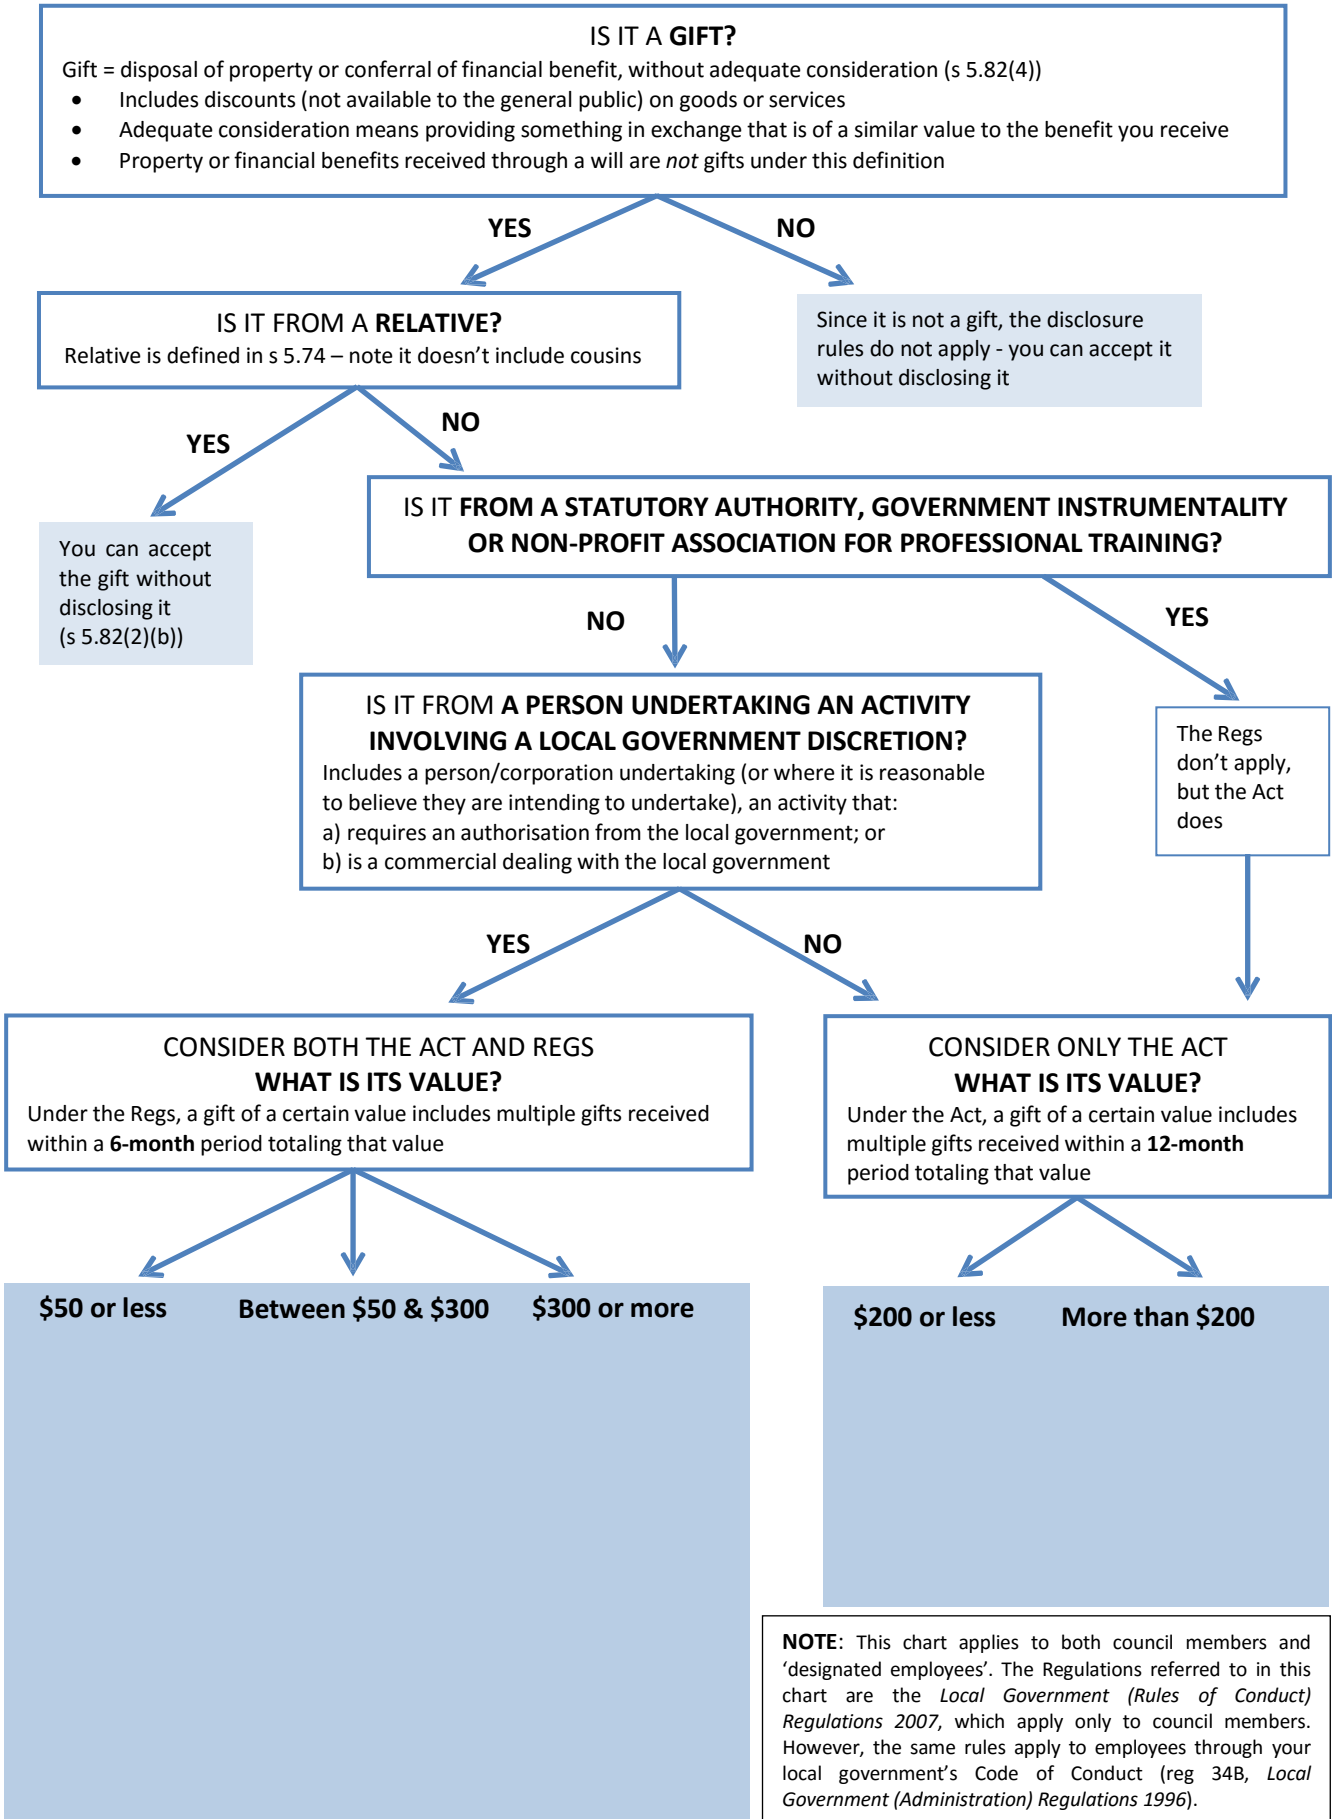 IS IT A GIFT?
Gift = disposal of property or conferral of financial benefit, without adequate consideration (s 5.82(4))
• Includes discounts (not available to the general public) on goods or services
• Adequate consideration means providing something in exchange that is of a similar value to the benefit you receive
• Property or financial benefits received through a will are not gifts under this definition
YES
NO
IS IT FROM A RELATIVE?
Relative is defined in s 5.74 – note it doesn't include cousins
Since it is not a gift, the disclosure
rules do not apply - you can accept it
without disclosing it
YES
NO
You can accept
the gift without
disclosing it
(s 5.82(2)(b))
IS IT FROM A STATUTORY AUTHORITY, GOVERNMENT INSTRUMENTALITY
OR NON-PROFIT ASSOCIATION FOR PROFESSIONAL TRAINING?
NO
YES
IS IT FROM A PERSON UNDERTAKING AN ACTIVITY
INVOLVING A LOCAL GOVERNMENT DISCRETION?
Includes a person/corporation undertaking (or where it is reasonable
to believe they are intending to undertake), an activity that:
a) requires an authorisation from the local government; or
b) is a commercial dealing with the local government
The Regs
don't apply,
but the Act
does
YES
NO
CONSIDER BOTH THE ACT AND REGS
WHAT IS ITS VALUE?
Under the Regs, a gift of a certain value includes multiple gifts received
within a 6-month period totaling that value
CONSIDER ONLY THE ACT
WHAT IS ITS VALUE?
Under the Act, a gift of a certain value includes
multiple gifts received within a 12-month
period totaling that value
$50 or less
Between $50 & $300
$300 or more
$200 or less
More than $200
NOTE: This chart applies to both council members and
'designated employees'. The Regulations referred to in this
chart are the Local Government (Rules of Conduct)
Regulations 2007, which apply only to council members.
However, the same rules apply to employees through your
local government's Code of Conduct (reg 34B, Local
Government (Administration) Regulations 1996).